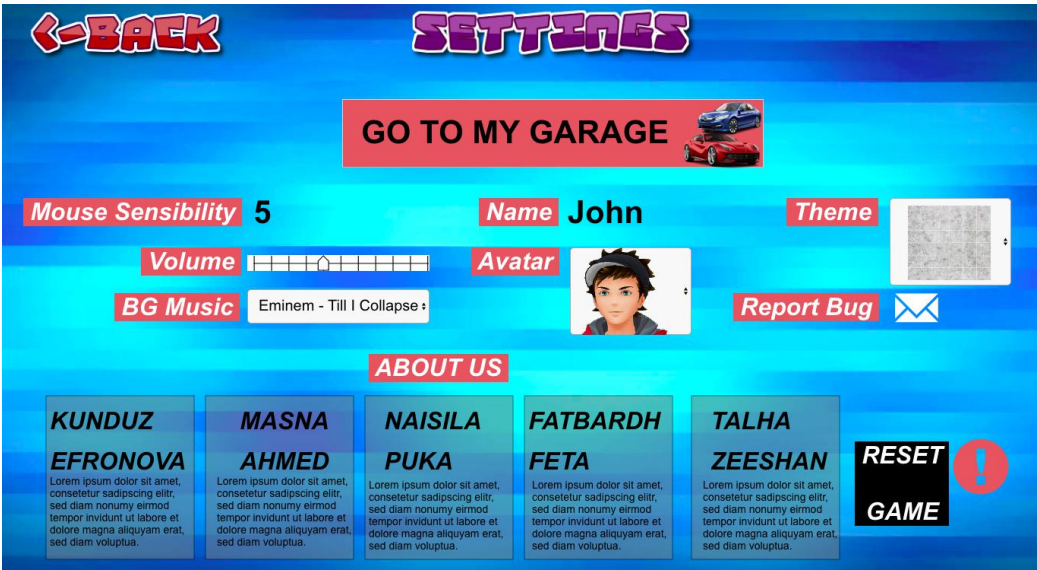 <-BACK
SETTINGS
GO TO MY GARAGE
Mouse Sensibility 5
Name John
Theme
Volume
Avatar
BG Music Eminem - Till I Collapse
Report Bug
ABOUT US
KUNDUZ
EFRONOVA
Lorem ipsum dolor sit amet,
consetetur sadipscing elitr,
sed diam nonumy eirmod
tempor invidunt ut labore et
dolore magna aliquyam erat,
sed diam voluptua.
MASNA
AHMED
Lorem ipsum dolor sit amet,
consetetur sadipscing elitr,
sed diam nonumy eirmod
tempor invidunt ut labore et
dolore magna aliquyam erat,
sed diam voluptua.
NAISILA
PUKA
Lorem ipsum dolor sit amet,
consetetur sadipscing elitr,
sed diam nonumy eirmod
tempor invidunt ut labore et
dolore magna aliquyam erat,
sed diam voluptua.
FATBARDH
FETA
Lorem ipsum dolor sit amet,
consetetur sadipscing elitr,
sed diam nonumy eirmod
tempor invidunt ut labore et
dolore magna aliquyam erat,
sed diam voluptua.
TALHA
ZEESHAN
Lorem ipsum dolor sit amet,
consetetur sadipscing elitr,
sed diam nonumy eirmod
tempor invidunt ut labore et
dolore magna aliquyam erat,
sed diam voluptua.
RESET
GAME
!